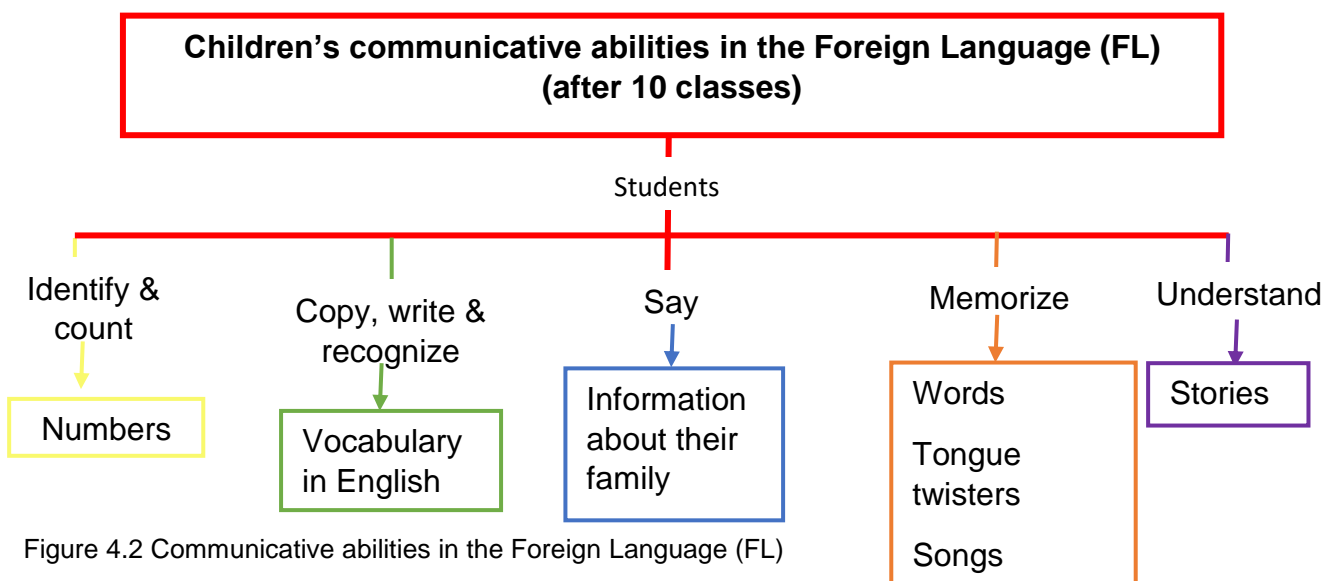 Children's communicative abilities in the Foreign Language (FL)
(after 10 classes)
Students
Identify &
count
Numbers
Copy, write &
recognize
Vocabulary
in English
Say
Information
about their
family
Memorize
Words
Tongue
twisters
Songs
Understand
Stories
Figure 4.2 Communicative abilities in the Foreign Language (FL)